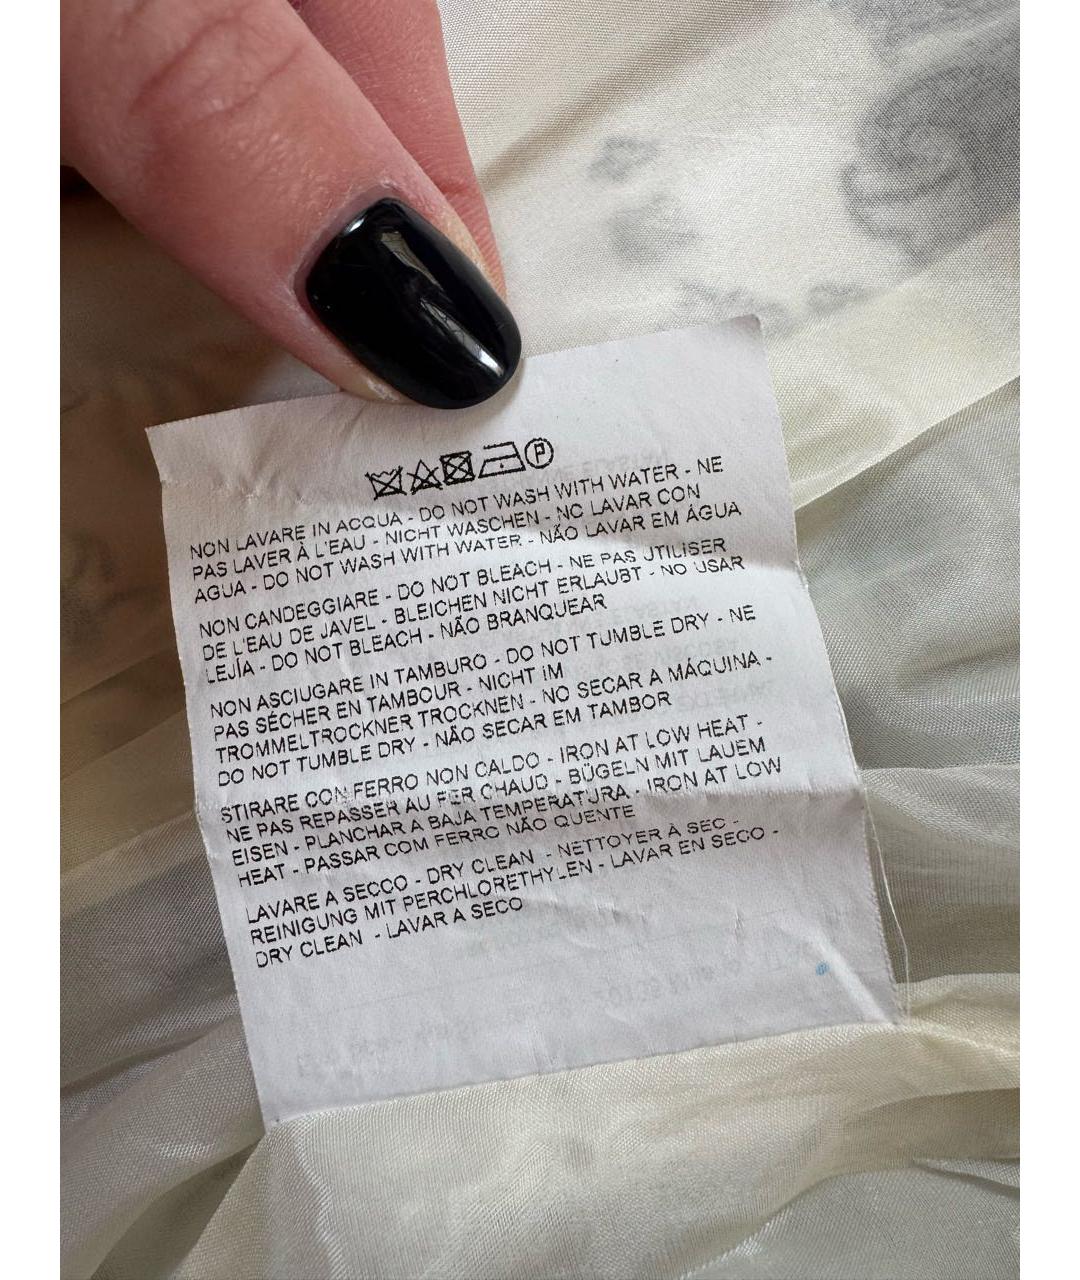 NON LAVARE IN ACQUA - DO NOT WASH WITH WATER - NE
PAS LAVER À L'EAU - NICHT WASCHEN - NO LAVAR CON
AGUA - DO NOT WASH WITH WATER - NÃO LAVAR EM ÁGUA
NON CANDEGGIARE - DO NOT BLEACH - NE PAS UTILISER
DE L'EAU DE JAVEL - BLEICHEN NICHT ERLAUBT - NO USAR
LEJÍA - DO NOT BLEACH - NÃO BRANQUEAR
NON ASCIUGARE IN TAMBURO - DO NOT TUMBLE DRY - NE
PAS SÉCHER EN TAMBOUR - NICHT iM
TROMMELTROCKNER TROCKNEN - NO SECAR A MÁQUINA -
DO NOT TUMBLE DRY - NÃO SECAR EM TAMBOR
STIRARE CON FERRO NON CALDO - IRON AT LOW HEAT -
NE PAS REPASSER AU FER CHAUD - BÜGELN MIT LAUEM
EISEN - PLANCHAR A BAJA TEMPERATURA - IRON AT LOW
HEAT - PASSAR COM FERRO NÃO QUENTE
LAVARE A SECCO - DRY CLEAN - NETTOYER À SEC -
REINIGUNG MIT PERCHLORETHYLEN - LAVAR EN SECO -
DRY CLEAN - LAVAR A SECO